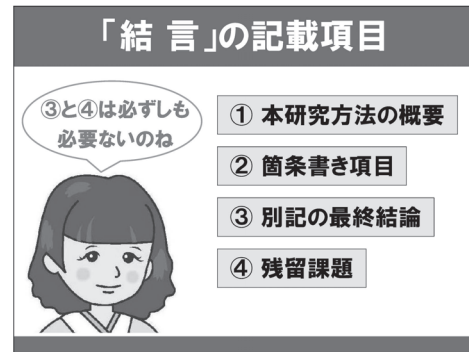 「結 言」の記載項目
③と④は必ずしも
必要ないのね
① 本研究方法の概要
② 箇条書き項目
③ 別記の最終結論
④ 残留課題